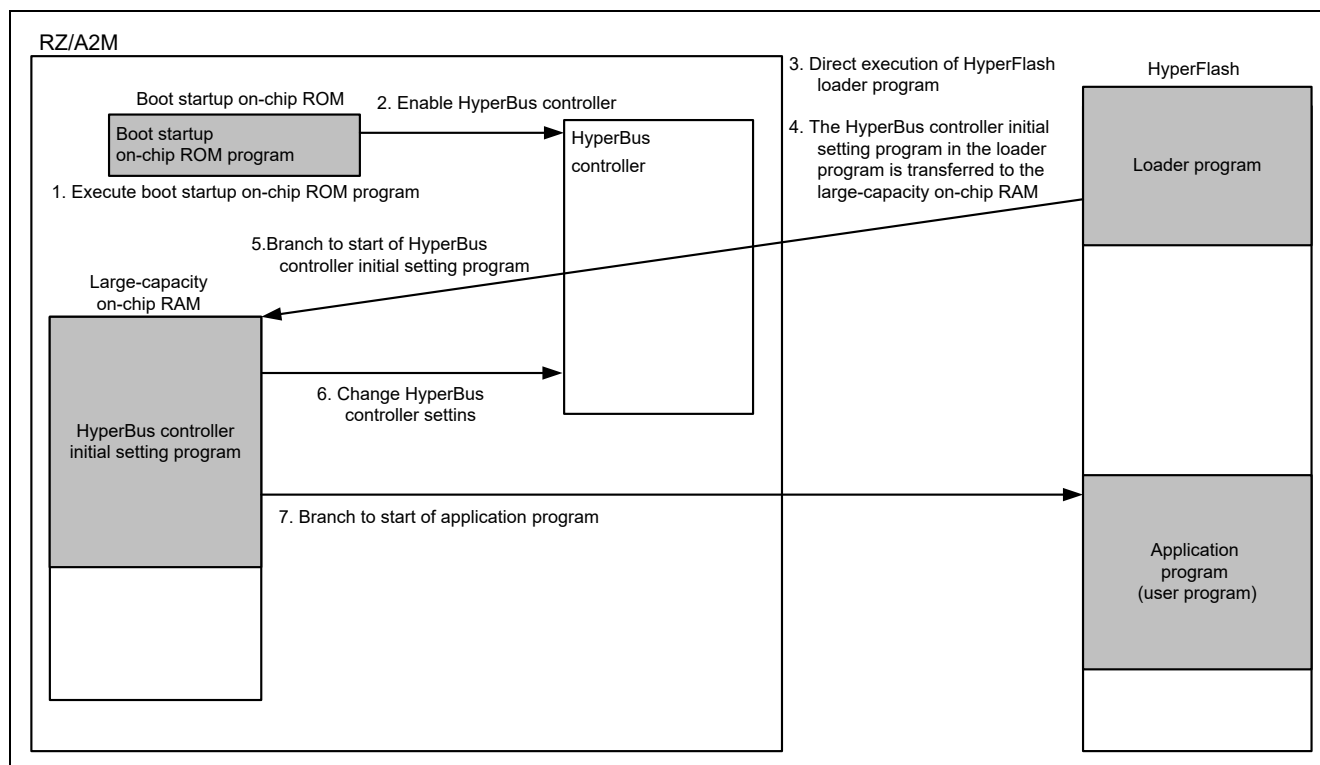 RZ/A2M
Boot startup on-chip ROM
Boot startup
on-chip ROM program
1. Execute boot startup on-chip ROM program
2. Enable HyperBus controller
HyperBus
controller
3. Direct execution of HyperFlash
loader program
4. The HyperBus controller initial
setting program in the loader
program is transferred to the
large-capacity on-chip RAM
HyperFlash
Loader program
5.Branch to start of HyperBus
controller initial setting program
Large-capacity
on-chip RAM
HyperBus controller
initial setting program
6. Change HyperBus
controller settins
7. Branch to start of application program
Application
program
(user program)